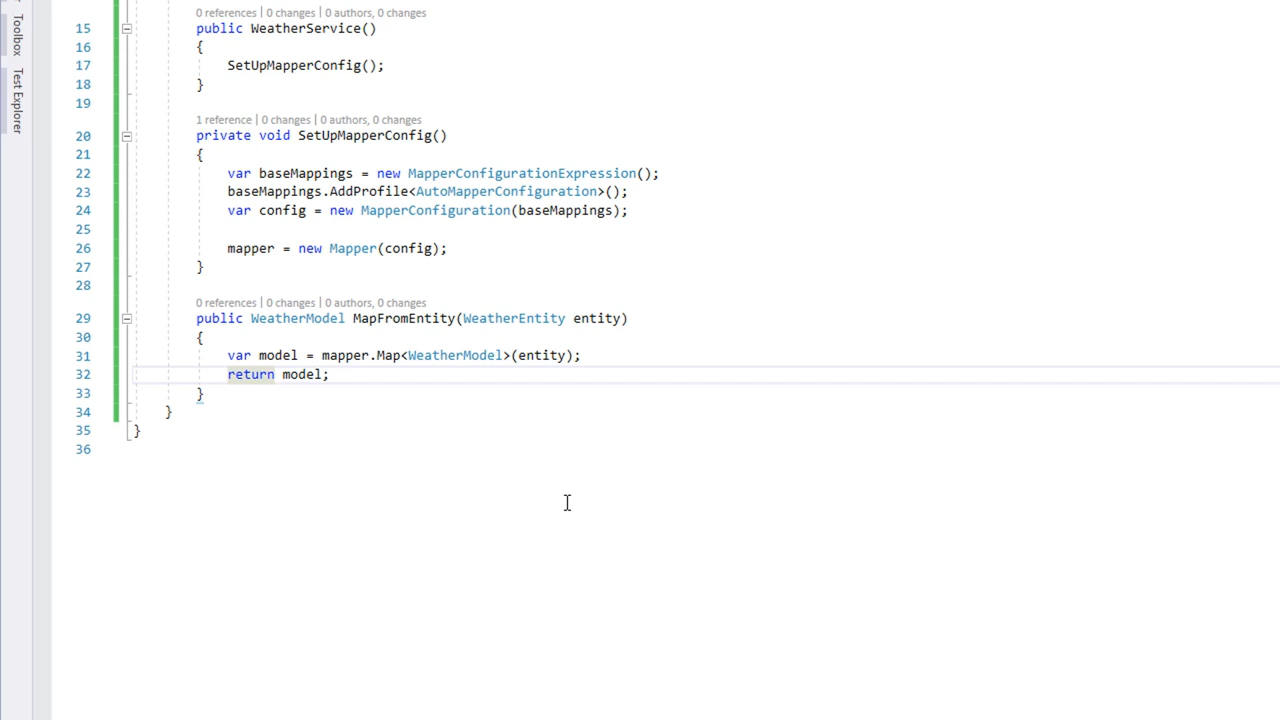 Toolbox
Test Explorer
0 references | 0 changes | 0 authors, 0 changes
15 public WeatherService()
16 {
17 SetUpMapperConfig();
18 }
19
1 reference | 0 changes | 0 authors, 0 changes
20 private void SetUpMapperConfig()
21 {
22 var baseMappings = new MapperConfigurationExpression();
23 baseMappings.AddProfile<AutoMapperConfiguration>();
24 var config = new MapperConfiguration(baseMappings);
25
26 mapper = new Mapper(config);
27 }
28
0 references | 0 changes | 0 authors, 0 changes
29 public WeatherModel MapFromEntity(WeatherEntity entity)
30 {
31 var model = mapper.Map<WeatherModel>(entity);
32 return model;
33 }
34 }
35 }
36